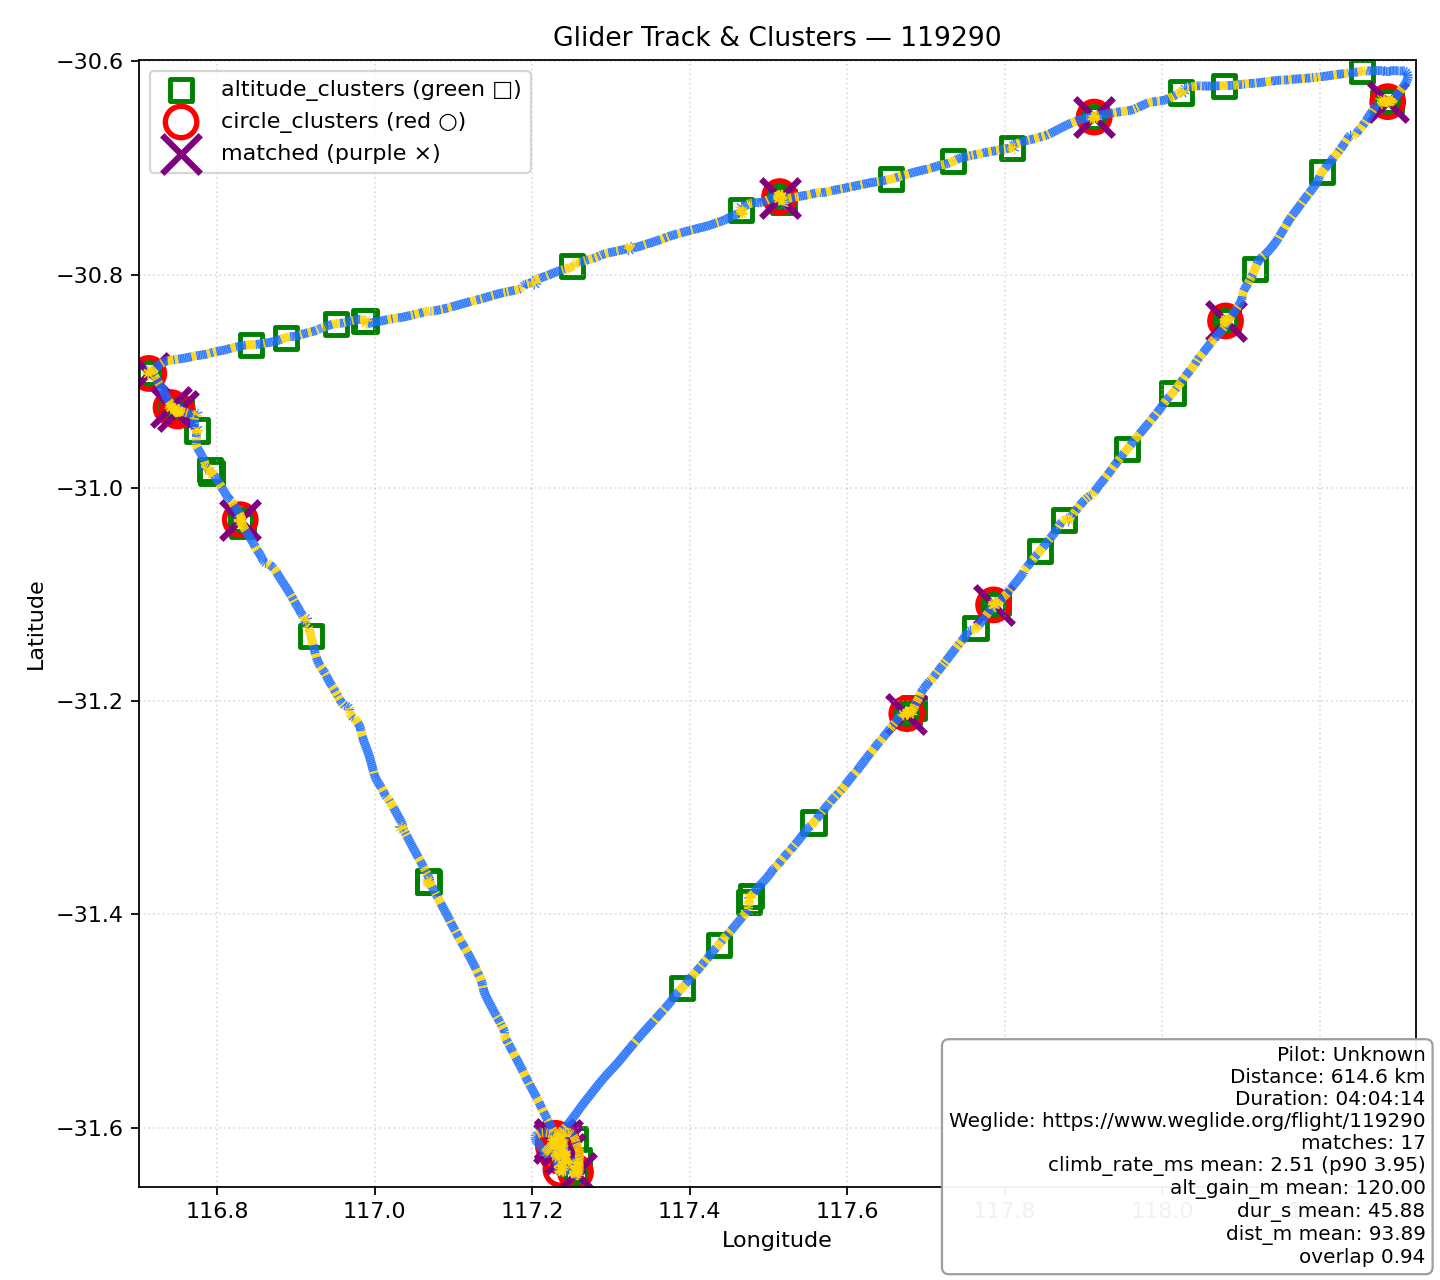 Glider Track & Clusters — 119290
altitude_clusters (green □)
circle_clusters (red ○)
matched (purple ×)
−30.6
−30.8
−31.0
−31.2
−31.4
−31.6
Latitude
116.8
117.0
117.2
117.4
117.6
117.8
118.0
Longitude
Pilot: Unknown
Distance: 614.6 km
Duration: 04:04:14
Weglide: https://www.weglide.org/flight/119290
matches: 17
climb_rate_ms mean: 2.51 (p90 3.95)
alt_gain_m mean: 120.00
dur_s mean: 45.88
dist_m mean: 93.89
overlap 0.94